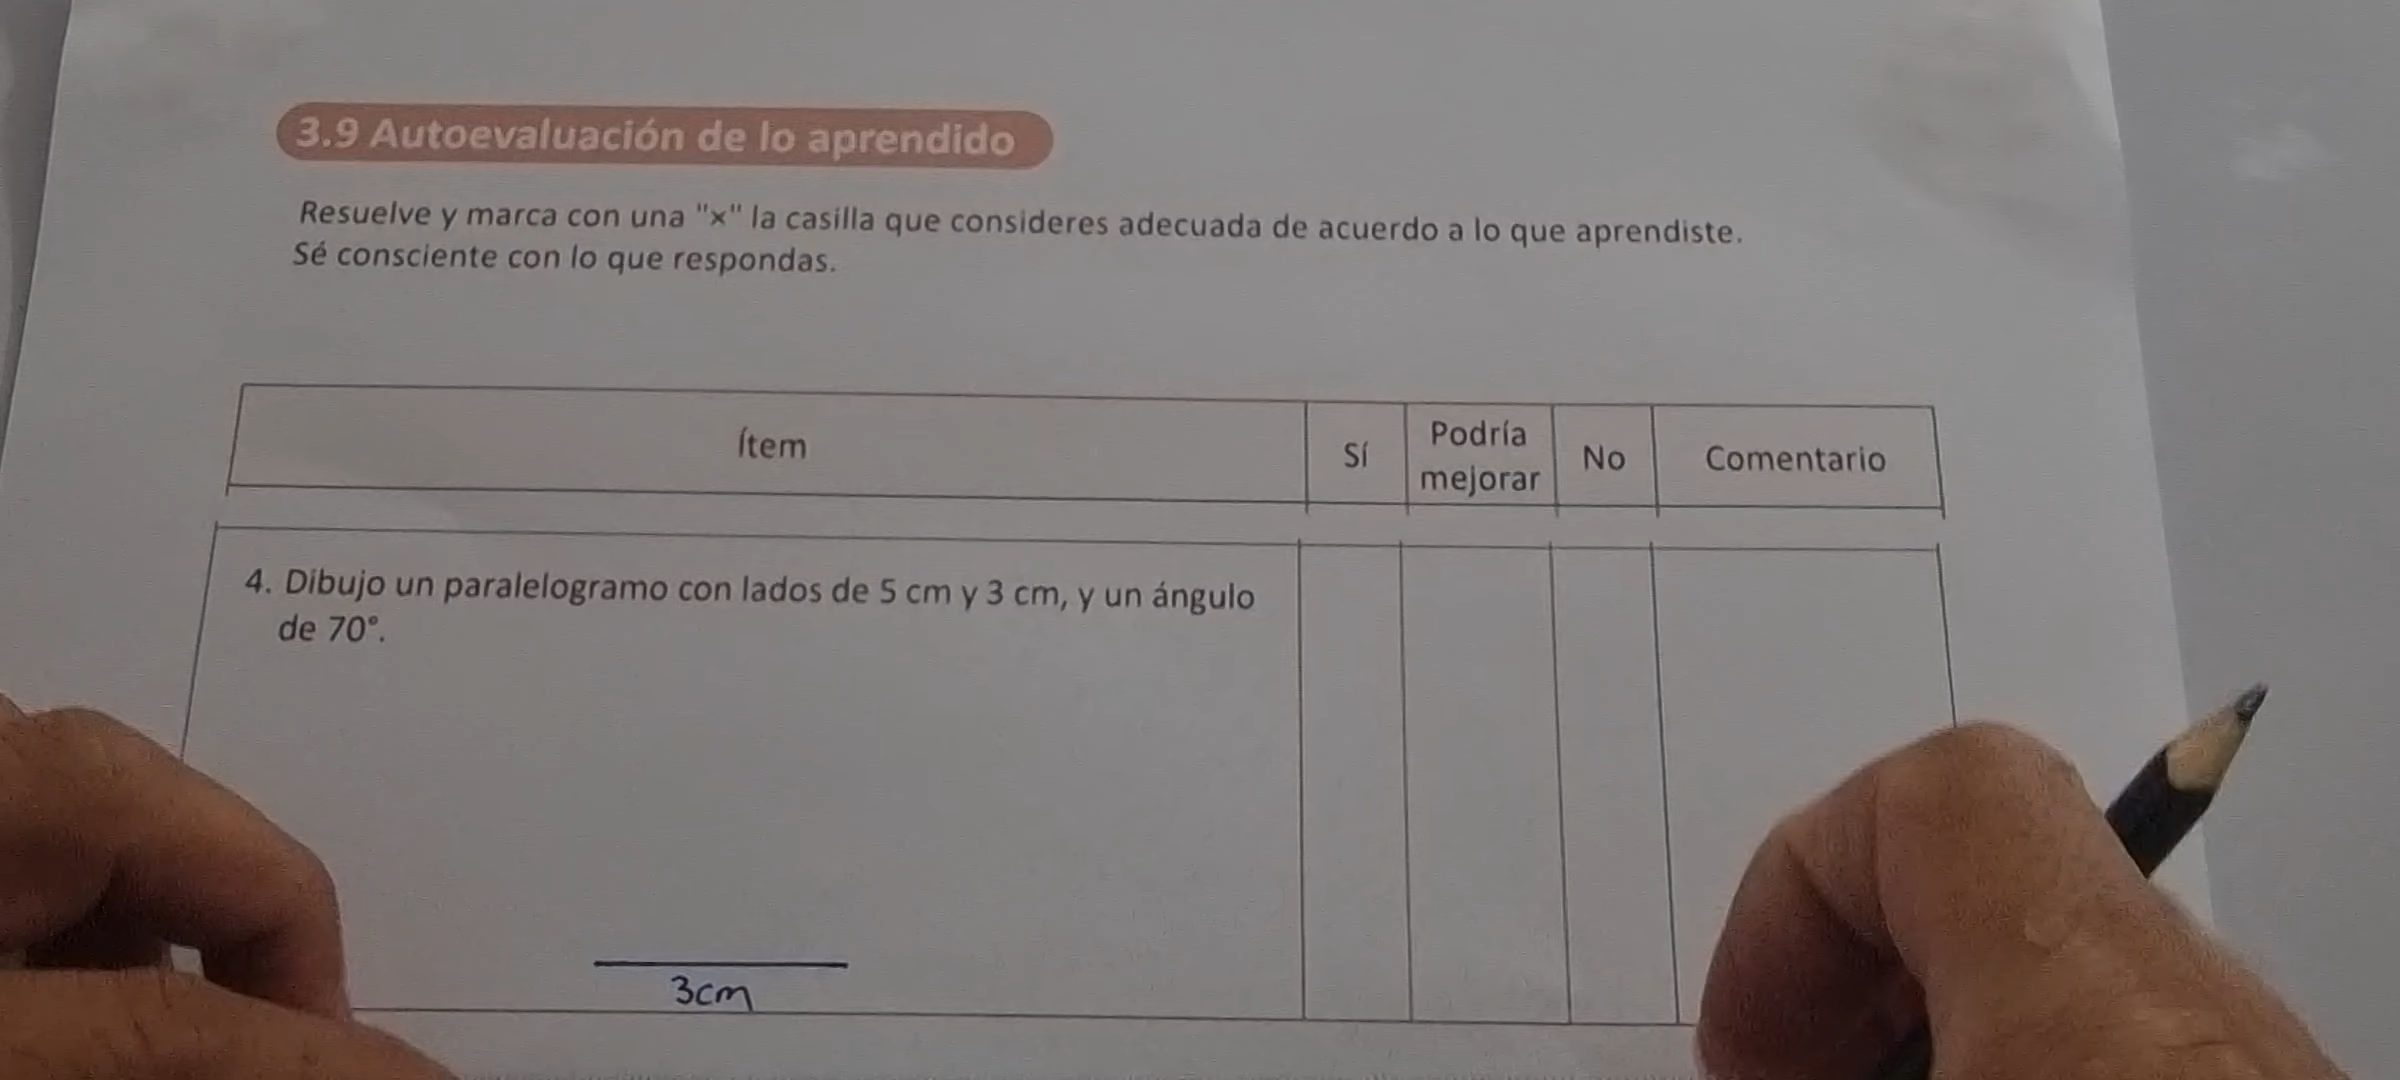 3.9 Autoevaluación de lo aprendido
Resuelve y marca con una "×" la casilla que consideres adecuada de acuerdo a lo que aprendiste.
Sé consciente con lo que respondas.
Ítem
Sí
Podría
mejorar
No
Comentario
4. Dibujo un paralelogramo con lados de 5 cm y 3 cm, y un ángulo
de 70°.
3cm